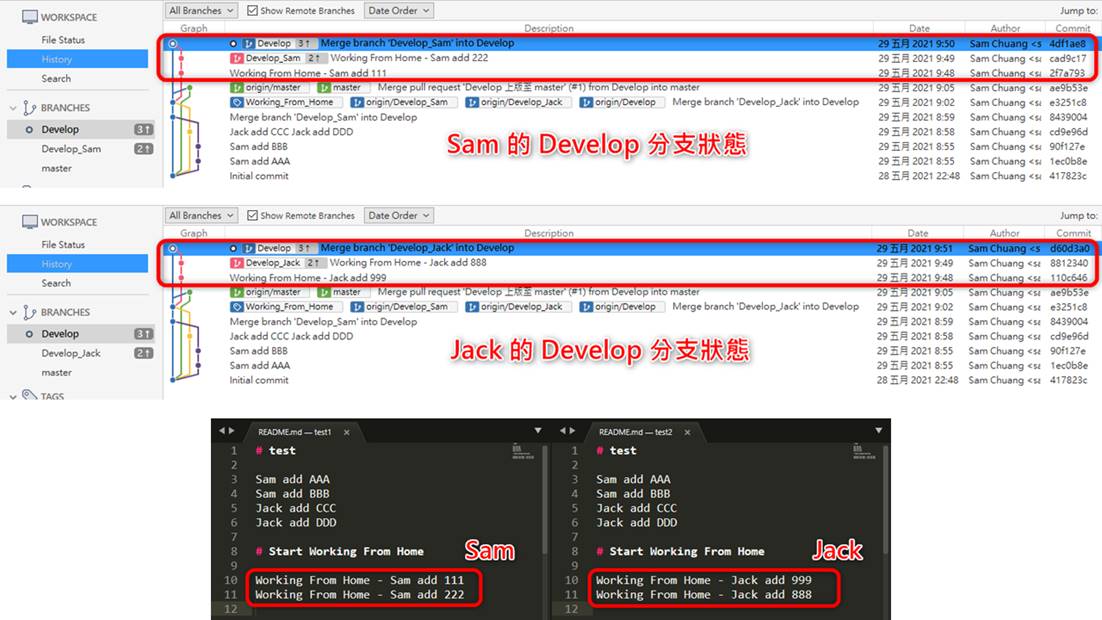 WORKSPACE
File Status
History
Search
BRANCHES
Develop 3↑
Develop_Sam 2↑
master
All Branches Show Remote Branches Date Order Jump to:
Graph Description Date Author Commit
Develop 3↑ Merge branch 'Develop_Sam' into Develop 29 五月 2021 9:50 Sam Chuang <s 4df1ae8
Develop_Sam 2↑ Working From Home - Sam add 222 29 五月 2021 9:49 Sam Chuang <sa cad9c17
Working From Home - Sam add 111 29 五月 2021 9:48 Sam Chuang <sa 2f7a793
origin/master master Merge pull request 'Develop 上版至 master' (#1) from Develop into master 29 五月 2021 9:05 Sam Chuang <sa ae9b53e
Working_From_Home origin/Develop_Sam origin/Develop_Jack origin/Develop Merge branch 'Develop_Jack' into Develop 29 五月 2021 9:02 Sam Chuang <sa e3251c8
Merge branch 'Develop_Sam' into Develop 29 五月 2021 8:59 Sam Chuang <sa 8439004
Jack add CCC Jack add DDD 29 五月 2021 8:58 Sam Chuang <sa cd9e96d
Sam add BBB 29 五月 2021 8:55 Sam Chuang <sa 90f127e
Sam add AAA 29 五月 2021 8:55 Sam Chuang <sa 1ec0b8e
Initial commit 28 五月 2021 22:48 Sam Chuang <sa 417823c
Sam 的 Develop 分支狀態
WORKSPACE
File Status
History
Search
BRANCHES
Develop 3↑
Develop_Jack 2↑
master
TAGS
All Branches Show Remote Branches Date Order Jump to:
Graph Description Date Author Commit
Develop 3↑ Merge branch 'Develop_Jack' into Develop 29 五月 2021 9:51 Sam Chuang <s d60d3a0
Develop_Jack 2↑ Working From Home - Jack add 888 29 五月 2021 9:49 Sam Chuang <sa 8812340
Working From Home - Jack add 999 29 五月 2021 9:48 Sam Chuang <sa 110c646
origin/master master Merge pull request 'Develop 上版至 master' (#1) from Develop into master 29 五月 2021 9:05 Sam Chuang <sa ae9b53e
Working_From_Home origin/Develop_Sam origin/Develop_Jack origin/Develop Merge branch 'Develop_Jack' into Develop 29 五月 2021 9:02 Sam Chuang <sa e3251c8
Merge branch 'Develop_Sam' into Develop 29 五月 2021 8:59 Sam Chuang <sa 8439004
Jack add CCC Jack add DDD 29 五月 2021 8:58 Sam Chuang <sa cd9e96d
Sam add BBB 29 五月 2021 8:55 Sam Chuang <sa 90f127e
Sam add AAA 29 五月 2021 8:55 Sam Chuang <sa 1ec0b8e
Initial commit 28 五月 2021 22:48 Sam Chuang <sa 417823c
Jack 的 Develop 分支狀態
README.md — test1 ×
1 # test
2
3 Sam add AAA
4 Sam add BBB
5 Jack add CCC
6 Jack add DDD
7
8 # Start Working From Home
9
10 Working From Home - Sam add 111
11 Working From Home - Sam add 222
12
Sam
README.md — test2 ×
1 # test
2
3 Sam add AAA
4 Sam add BBB
5 Jack add CCC
6 Jack add DDD
7
8 # Start Working From Home
9
10 Working From Home - Jack add 999
11 Working From Home - Jack add 888
12
Jack